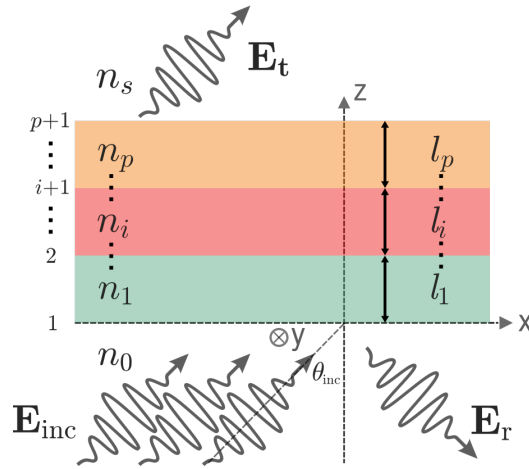 E_t
n_s
z
p+1
n_p
l_p
i+1
n_i
l_i
2
n_1
l_1
1
x
y
n_0
θ_inc
E_inc
E_r